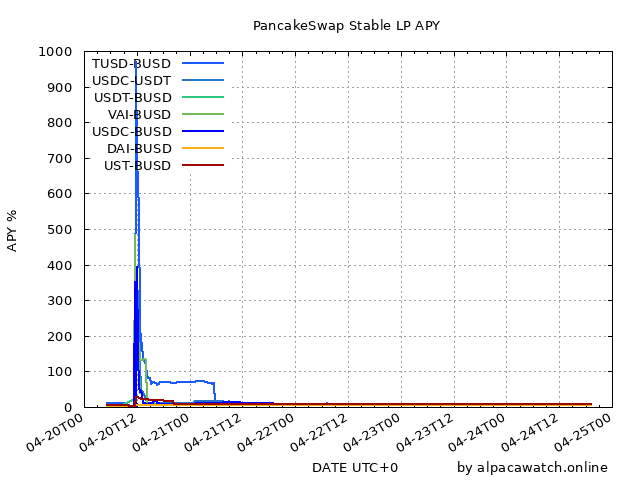 PancakeSwap Stable LP APY
1000
900
800
700
600
500
400
300
200
100
0
APY %
TUSD-BUSD
USDC-USDT
USDT-BUSD
VAI-BUSD
USDC-BUSD
DAI-BUSD
UST-BUSD
04-20T00
04-20T12
04-21T00
04-21T12
04-22T00
04-22T12
04-23T00
04-23T12
04-24T00
04-24T12
04-25T00
DATE UTC+0
by alpacawatch.online